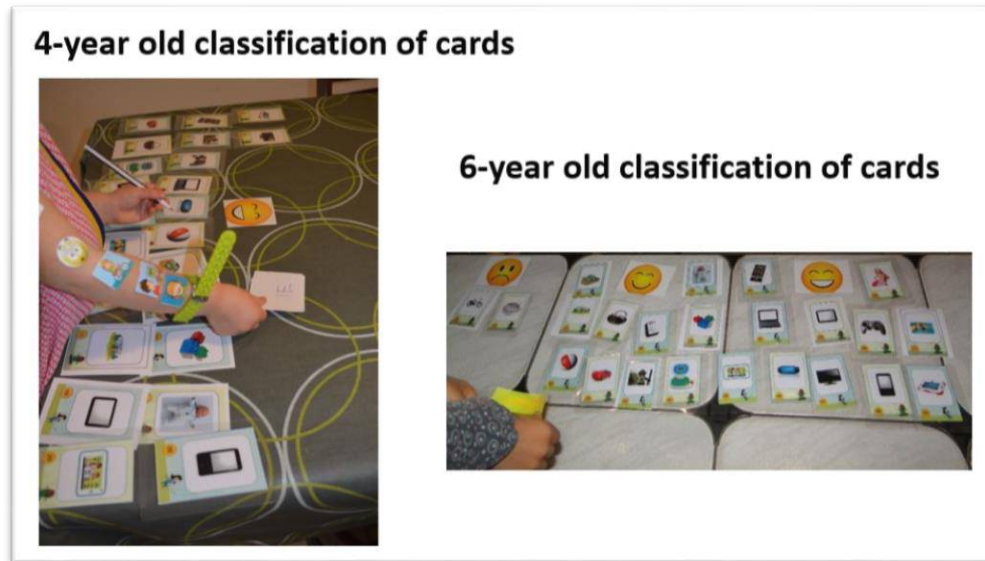 4-year old classification of cards
6-year old classification of cards